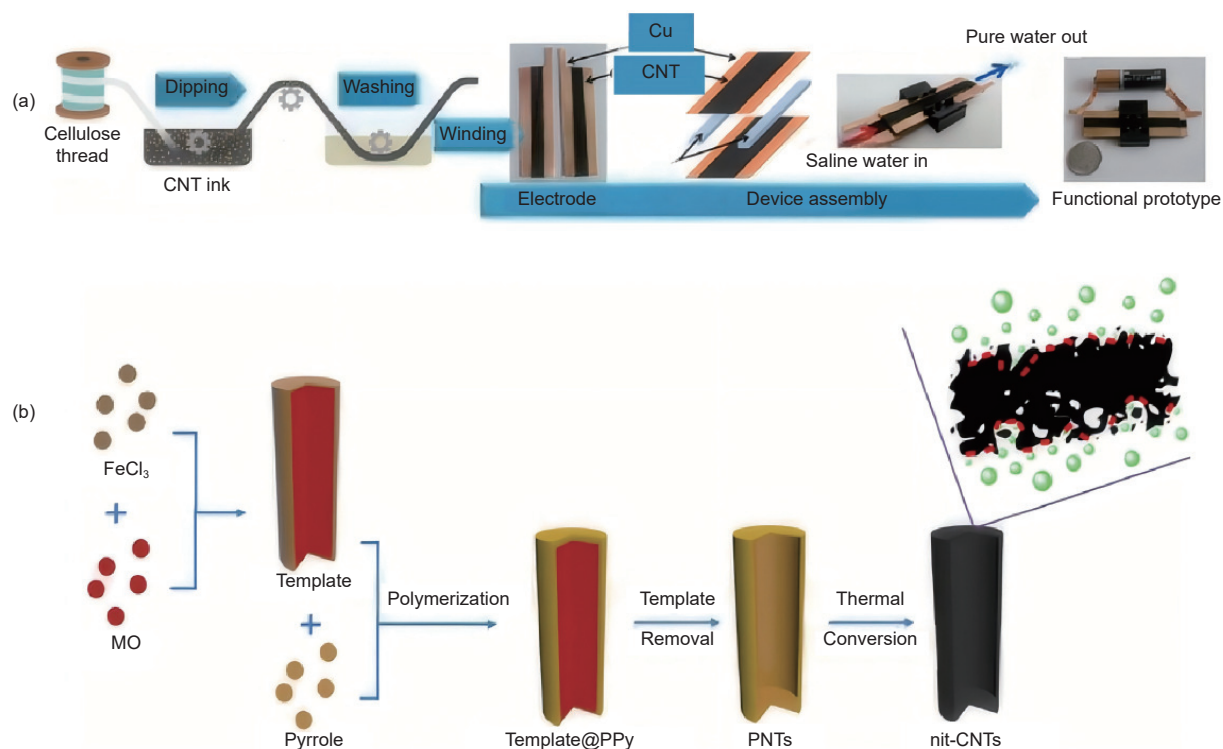 (a)
Cellulose
thread
Dipping
CNT ink
Washing
Winding
Cu
CNT
Electrode
Device assembly
Saline water in
Pure water out
Functional prototype
(b)
FeCl₃
+
MO
Template
+
Pyrrole
Polymerization
Template@PPy
Template
Removal
PNTs
Thermal
Conversion
nit-CNTs